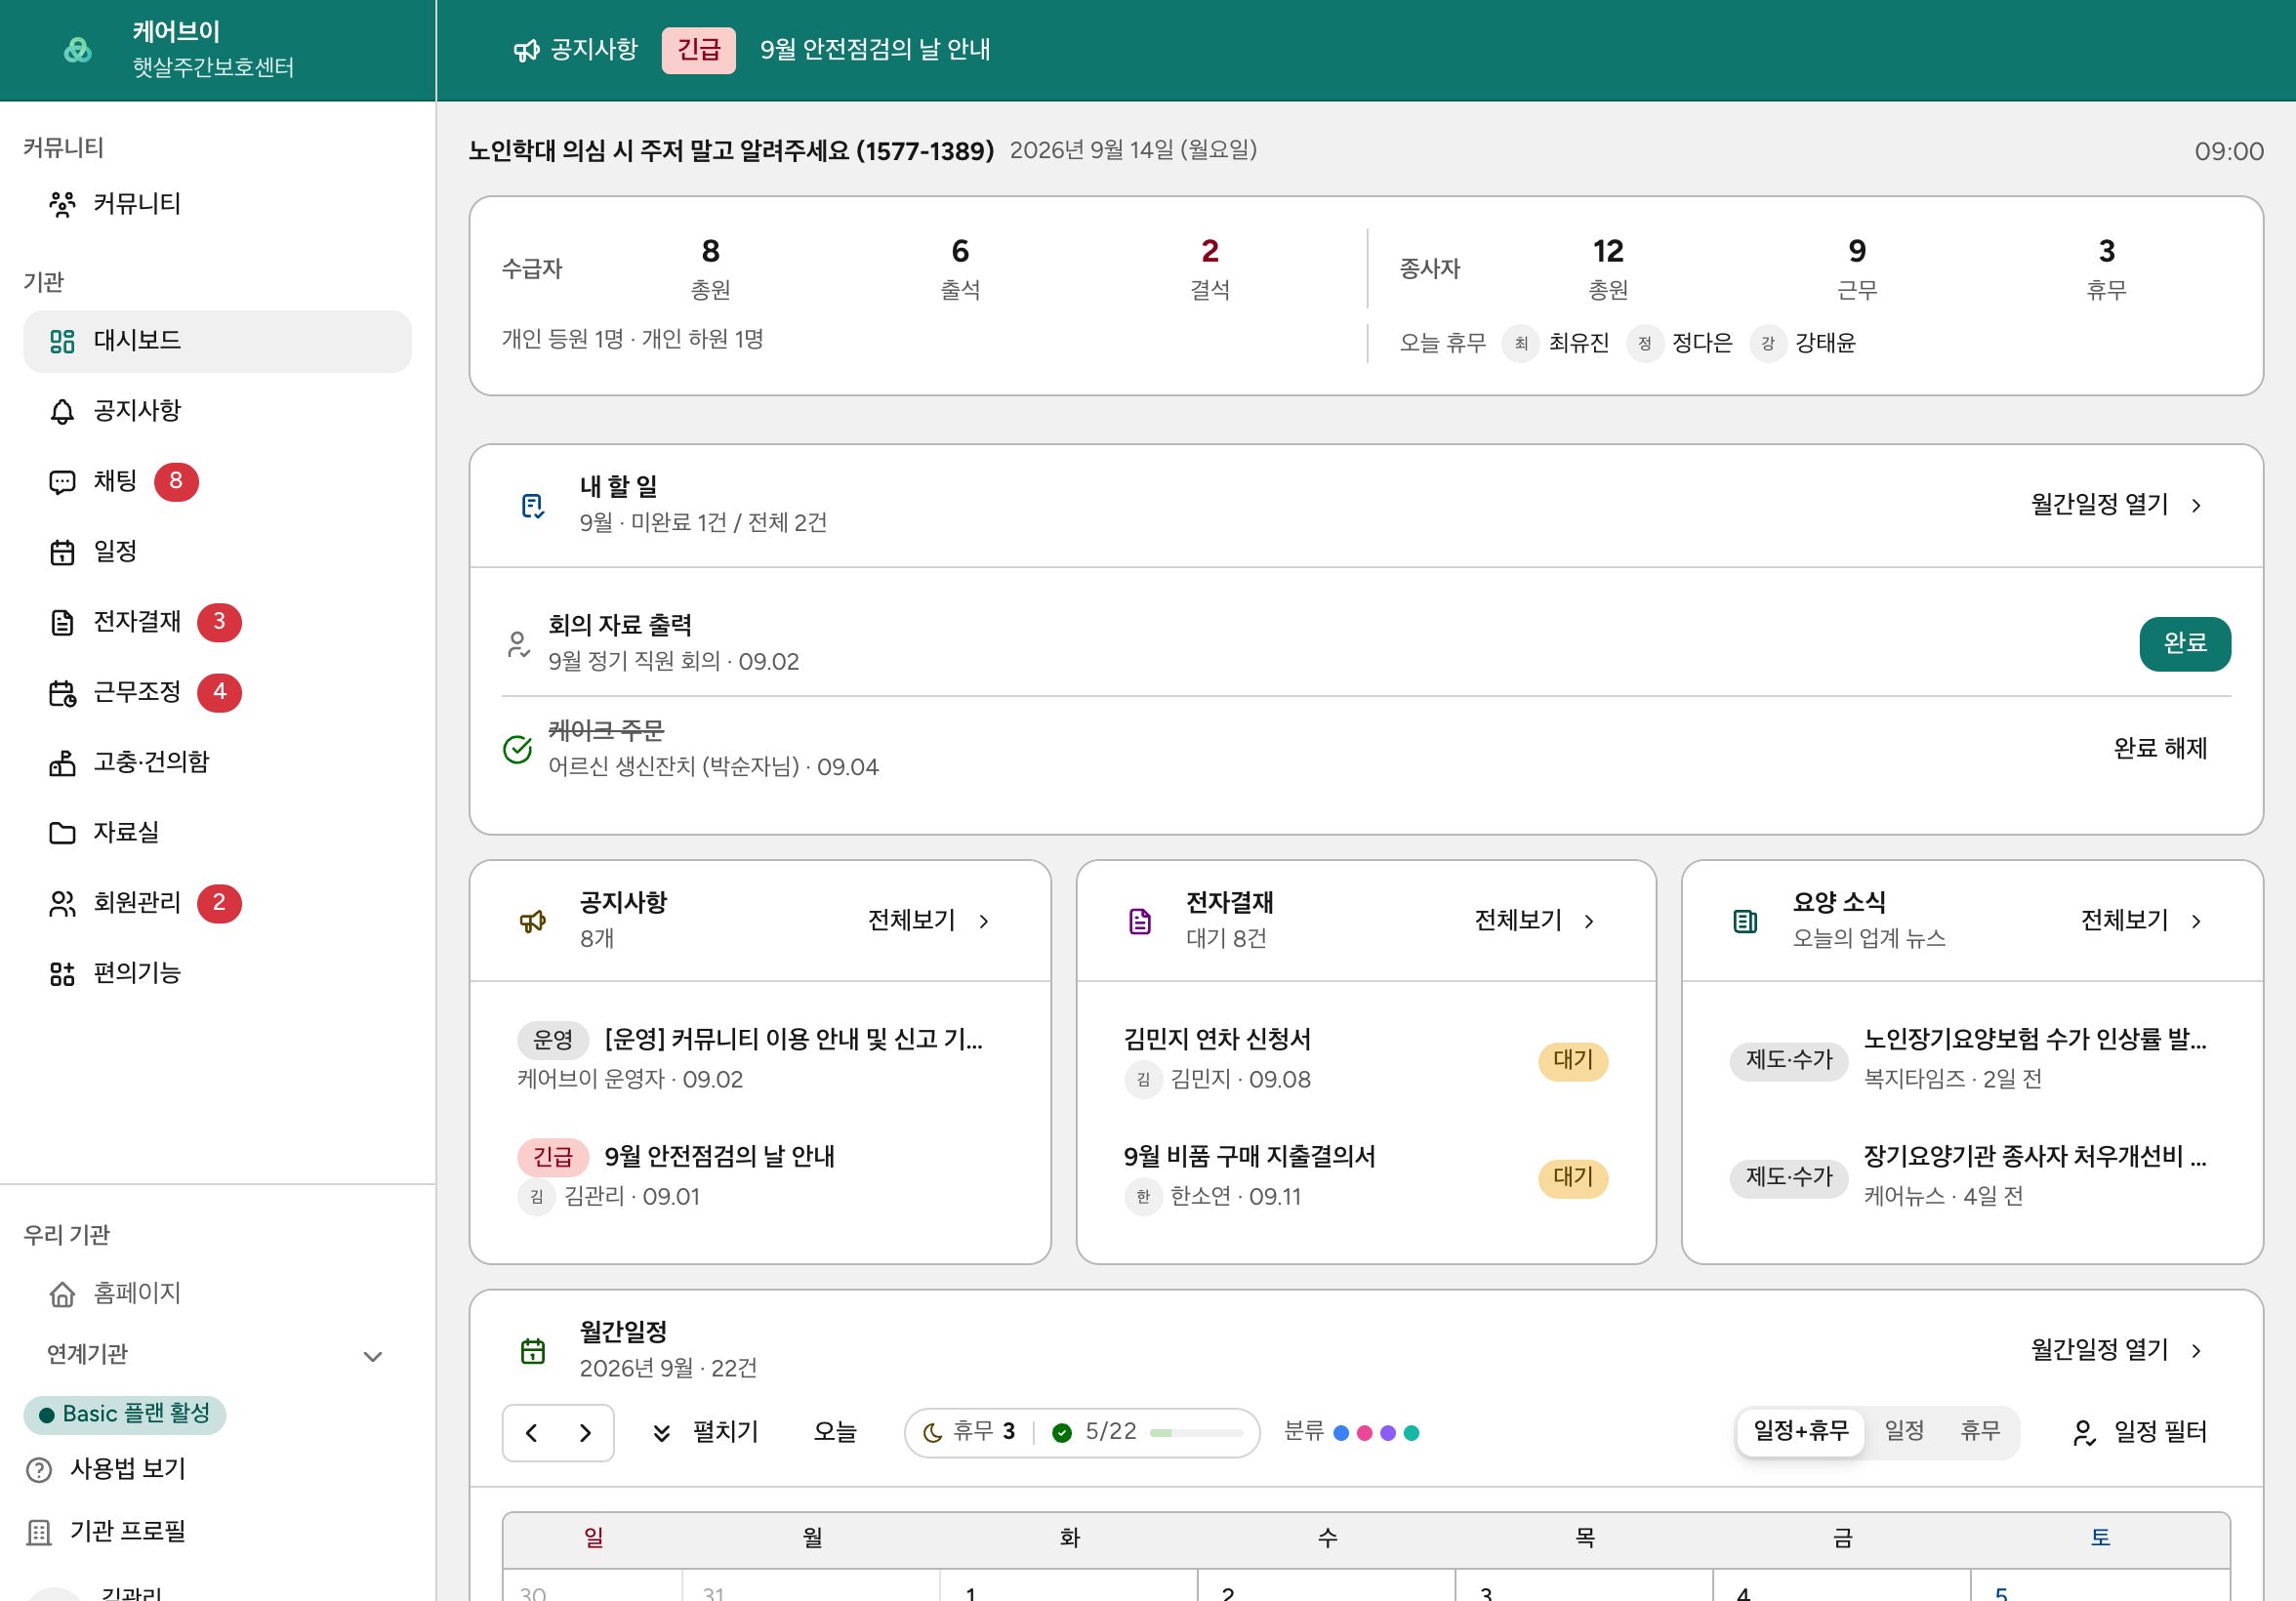 케어브이
햇살주간보호센터
공지사항 긴급 9월 안전점검의 날 안내
커뮤니티
커뮤니티
기관
대시보드
공지사항
채팅 8
일정
전자결재 3
근무조정 4
고충·건의함
자료실
회원관리 2
편의기능
우리 기관
홈페이지
연계기관
Basic 플랜 활성
사용법 보기
기관 프로필
김관리
노인학대 의심 시 주저 말고 알려주세요 (1577-1389) 2026년 9월 14일 (월요일) 09:00
수급자
8 총원
6 출석
2 결석
개인 등원 1명 · 개인 하원 1명
종사자
12 총원
9 근무
3 휴무
오늘 휴무 최 최유진 정 정다은 강 강태윤
내 할 일
9월 · 미완료 1건 / 전체 2건
월간일정 열기
회의 자료 출력
9월 정기 직원 회의 · 09.02
완료
케이크 주문
어르신 생신잔치 (박순자님) · 09.04
완료 해제
공지사항
8개
전체보기
운영 [운영] 커뮤니티 이용 안내 및 신고 기...
케어브이 운영자 · 09.02
긴급 9월 안전점검의 날 안내
김 김관리 · 09.01
전자결재
대기 8건
전체보기
김민지 연차 신청서
김 김민지 · 09.08
대기
9월 비품 구매 지출결의서
한 한소연 · 09.11
대기
요양 소식
오늘의 업계 뉴스
전체보기
제도·수가 노인장기요양보험 수가 인상률 발...
복지타임즈 · 2일 전
제도·수가 장기요양기관 종사자 처우개선비 ...
케어뉴스 · 4일 전
월간일정
2026년 9월 · 22건
월간일정 열기
펼치기 오늘 휴무 3 5/22 분류 일정+휴무 일정 휴무 일정 필터
일 월 화 수 목 금 토
30 31 1 2 3 4 5